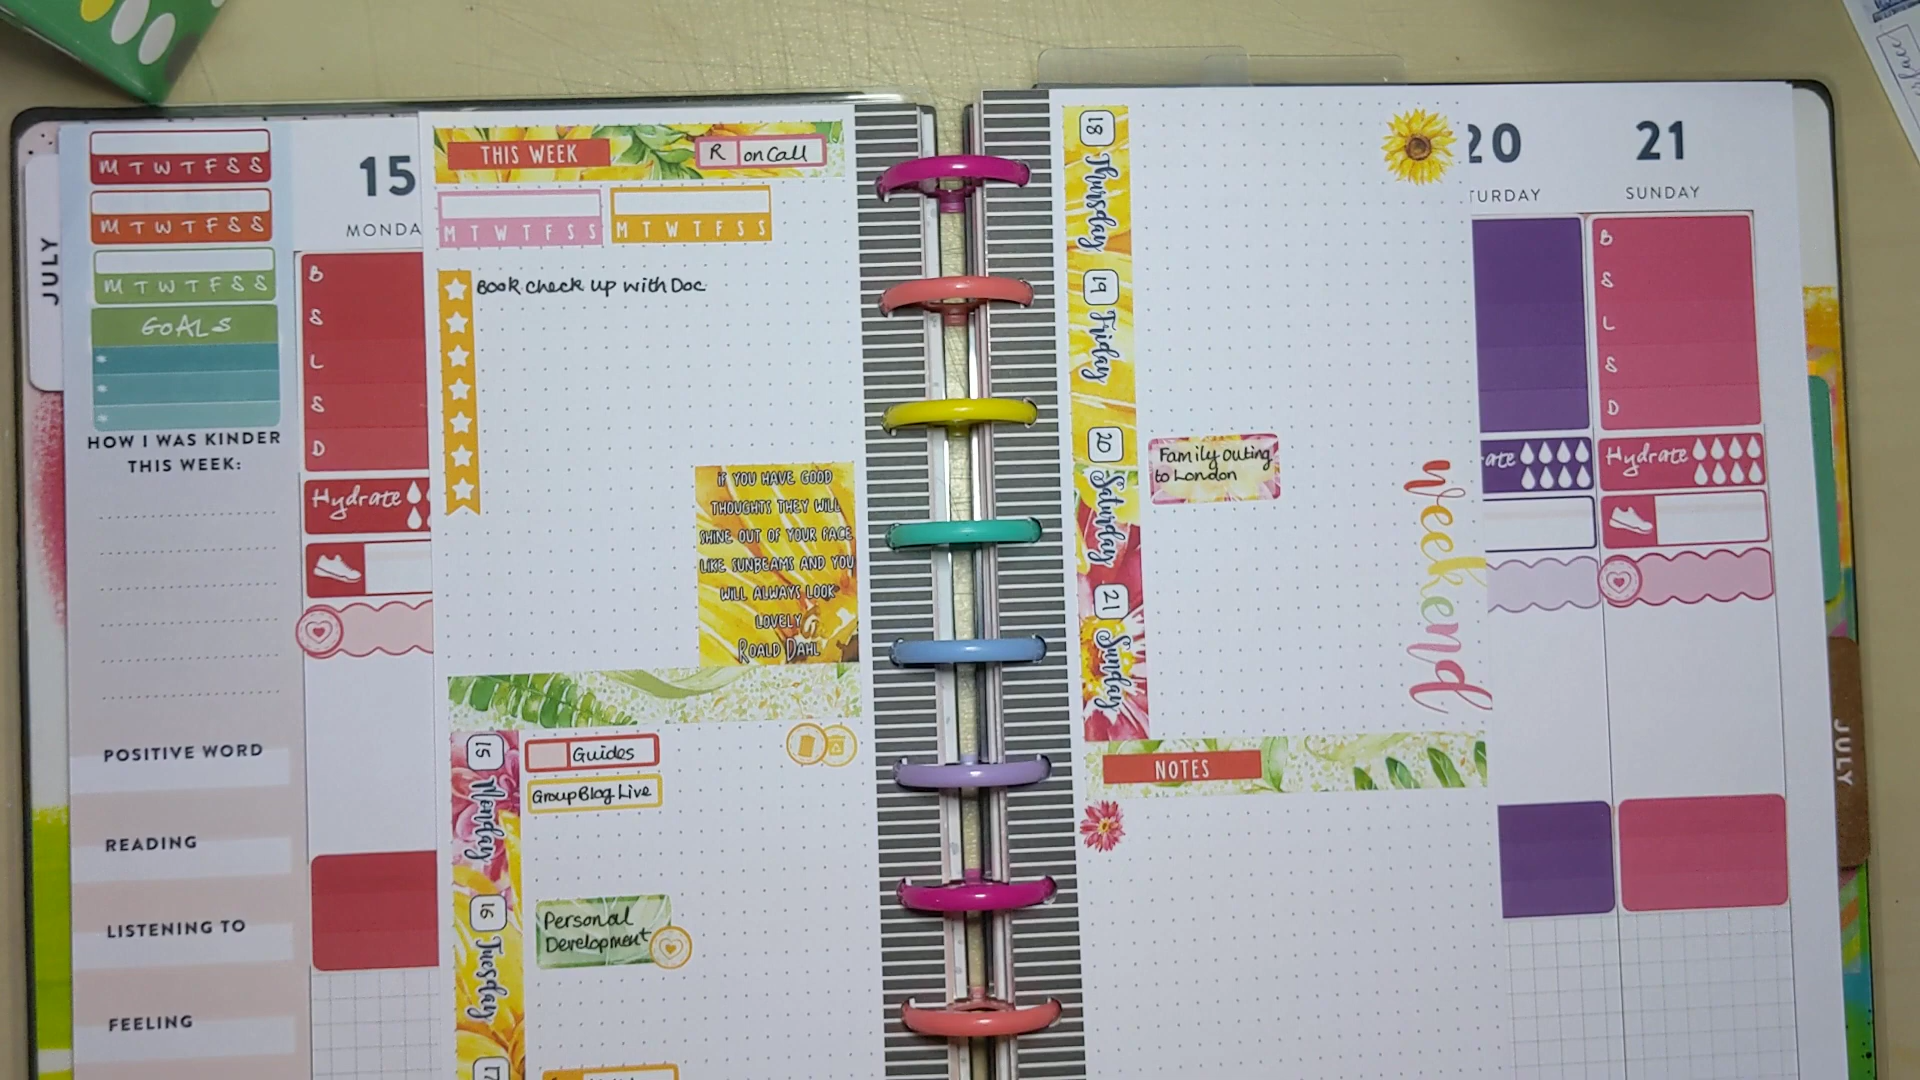 JULY
M T W T F S S
M T W T F S S
M T W T F S S
GOALS
HOW I WAS KINDER
THIS WEEK:
POSITIVE WORD
READING
LISTENING TO
FEELING
15
MONDA
B
S
L
S
D
Hydrate
THIS WEEK
R on Call
M T W T F S S
M T W T F S S
Book check up with Doc
IF YOU HAVE GOOD
THOUGHTS THEY WILL
SHINE OUT OF YOUR FACE
LIKE SUNBEAMS AND YOU
WILL ALWAYS LOOK
LOVELY
ROALD DAHL
15 Monday
Guides
Group Blog Live
16 Tuesday
Personal
Development
17
18 Thursday
19 Friday
20 Saturday
Family outing
to London
21 Sunday
weekend
NOTES
20
TURDAY
ate
21
SUNDAY
B
S
L
S
D
Hydrate
JULY